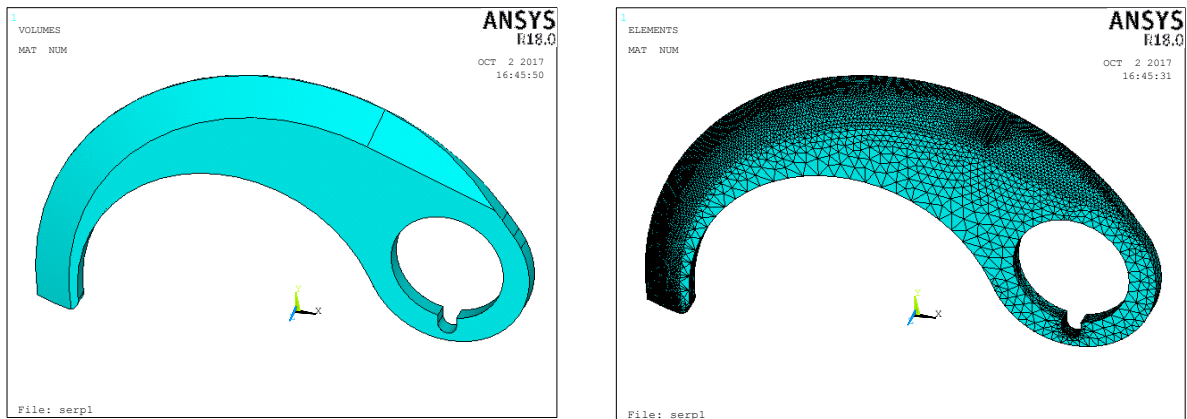 1
VOLUMES
MAT NUM
ANSYS
R18.0
OCT 2 2017
16:45:50
Y
X
Z
File: serp1
1
ELEMENTS
MAT NUM
ANSYS
R18.0
OCT 2 2017
16:45:31
Y
X
Z
File: serp1